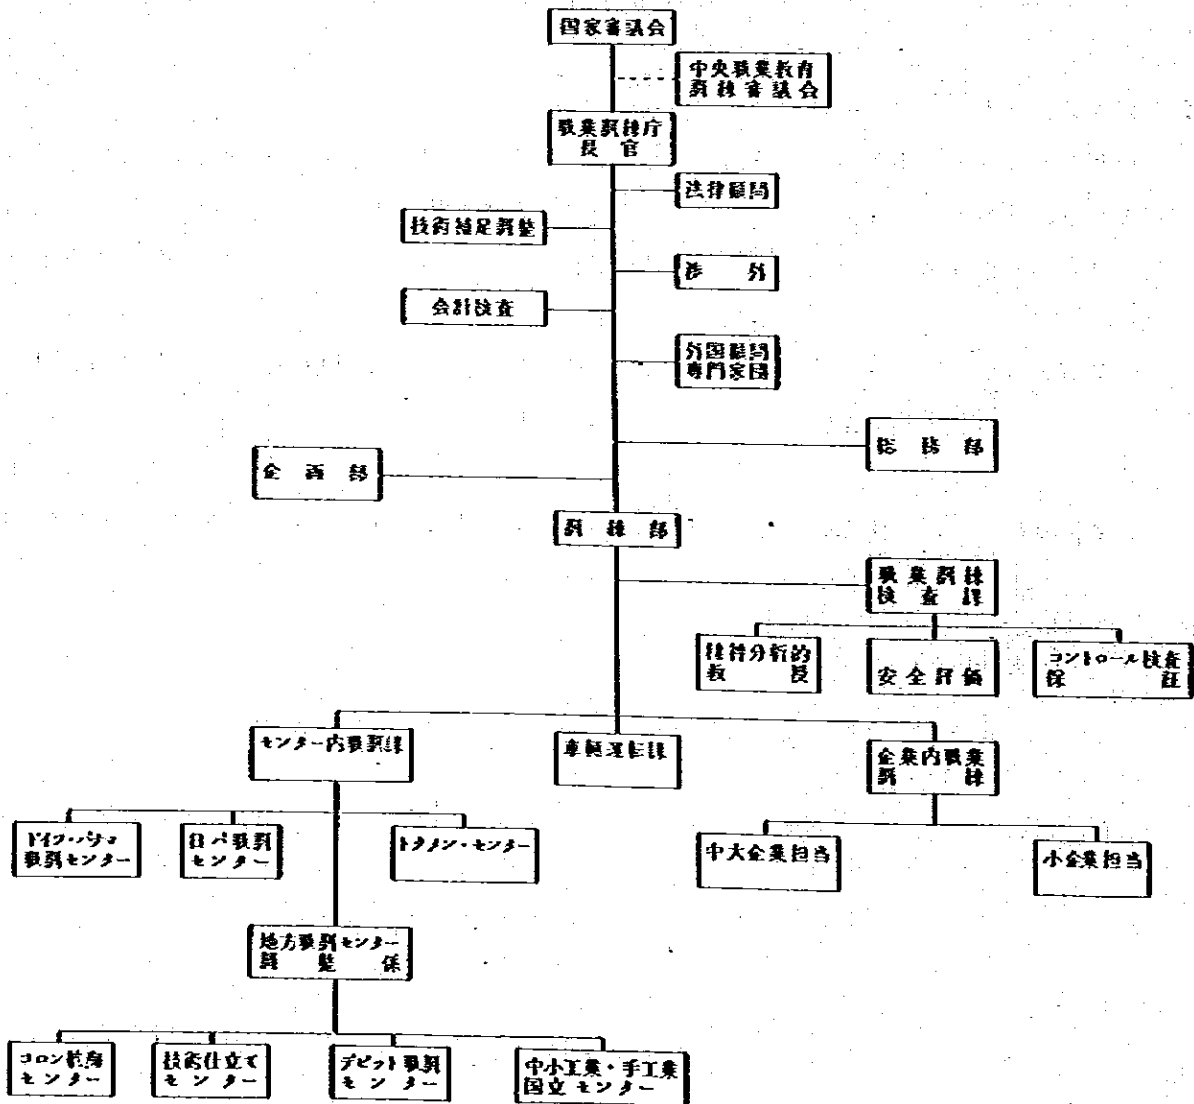 国家審議会
中央職業教育
訓練審議会
職業訓練庁
長官
法律顧問
技術補足調整
渉外
会計検査
外国顧問
専門家団
総務部
企画部
訓練部
職業訓練
検査課
教授
安全評価
コントロール検査
保証
センター内職訓課
車輌運転課
企業内職業
訓練
ドイツ・パナマ
職訓センター
日パ職訓
センター
トクメン・センター
中大企業担当
小企業担当
地方職訓センター
調整係
コロン
センター
技術仕立て
センター
デビット職訓
センター
中小工業・手工業
国立センター